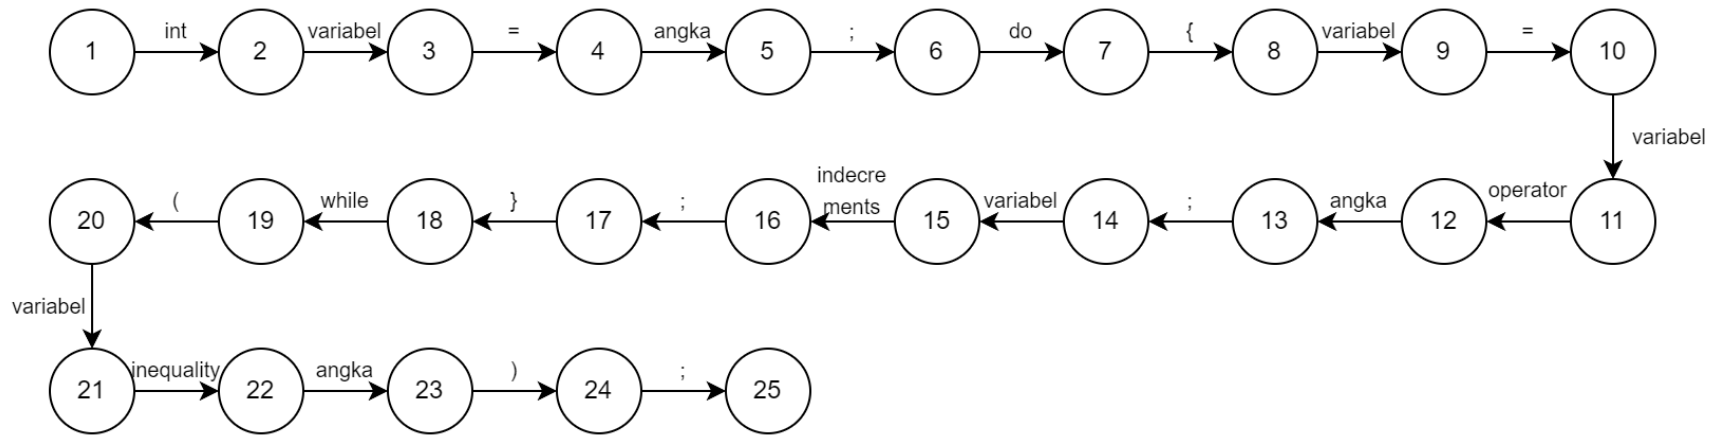 int variabel = angka ; do { variabel =
1 2 3 4 5 6 7 8 9 10
variabel
indecre
ments
( while } ; variabel ; angka operator
20 19 18 17 16 15 14 13 12 11
variabel
inequality angka ) ;
21 22 23 24 25